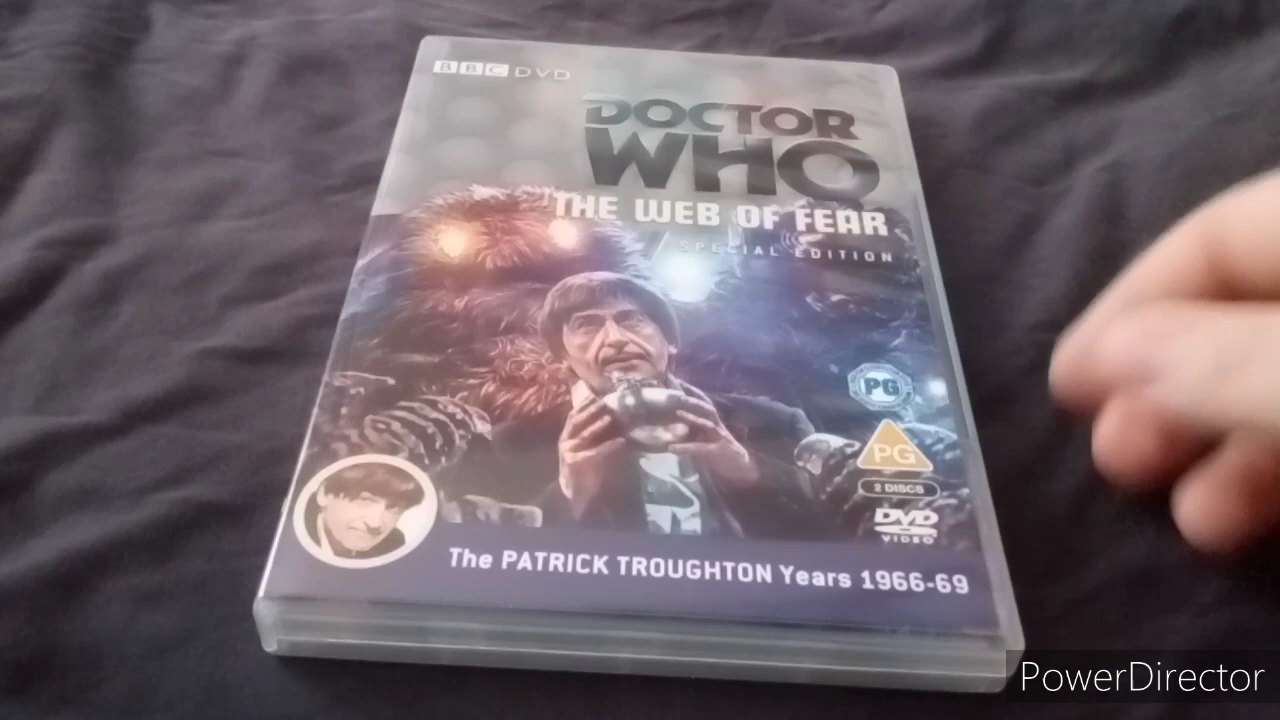 BBC DVD
DOCTOR
WHO
THE WEB OF FEAR
SPECIAL EDITION
PG
PG
2 DISCS
DVD
VIDEO
The PATRICK TROUGHTON Years 1966-69
PowerDirector